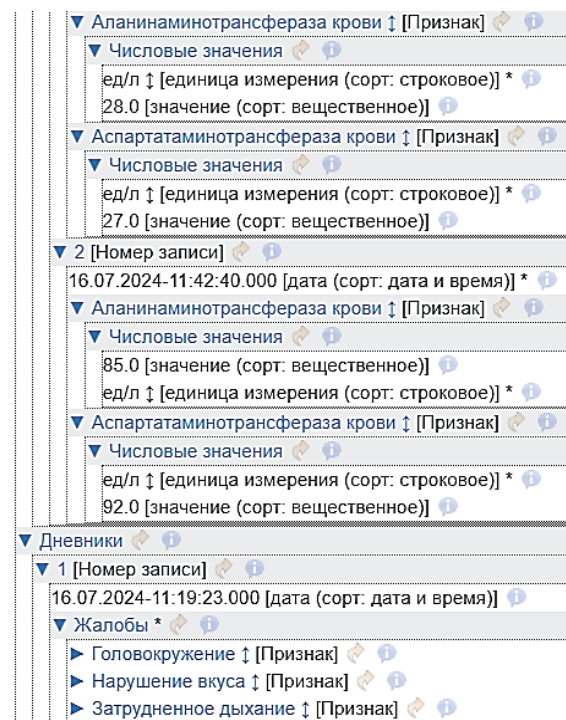 ▼ Аланинаминотрансфераза крови ↕ [Признак]
▼ Числовые значения
ед/л ↕ [единица измерения (сорт: строковое)] *
28.0 [значение (сорт: вещественное)]
▼ Аспартатаминотрансфераза крови ↕ [Признак]
▼ Числовые значения
ед/л ↕ [единица измерения (сорт: строковое)] *
27.0 [значение (сорт: вещественное)]
▼ 2 [Номер записи]
16.07.2024-11:42:40.000 [дата (сорт: дата и время)] *
▼ Аланинаминотрансфераза крови ↕ [Признак]
▼ Числовые значения
85.0 [значение (сорт: вещественное)]
ед/л ↕ [единица измерения (сорт: строковое)] *
▼ Аспартатаминотрансфераза крови ↕ [Признак]
▼ Числовые значения
ед/л ↕ [единица измерения (сорт: строковое)] *
92.0 [значение (сорт: вещественное)]
▼ Дневники
▼ 1 [Номер записи]
16.07.2024-11:19:23.000 [дата (сорт: дата и время)]
▼ Жалобы *
► Головокружение ↕ [Признак]
► Нарушение вкуса ↕ [Признак]
► Затрудненное дыхание ↕ [Признак]